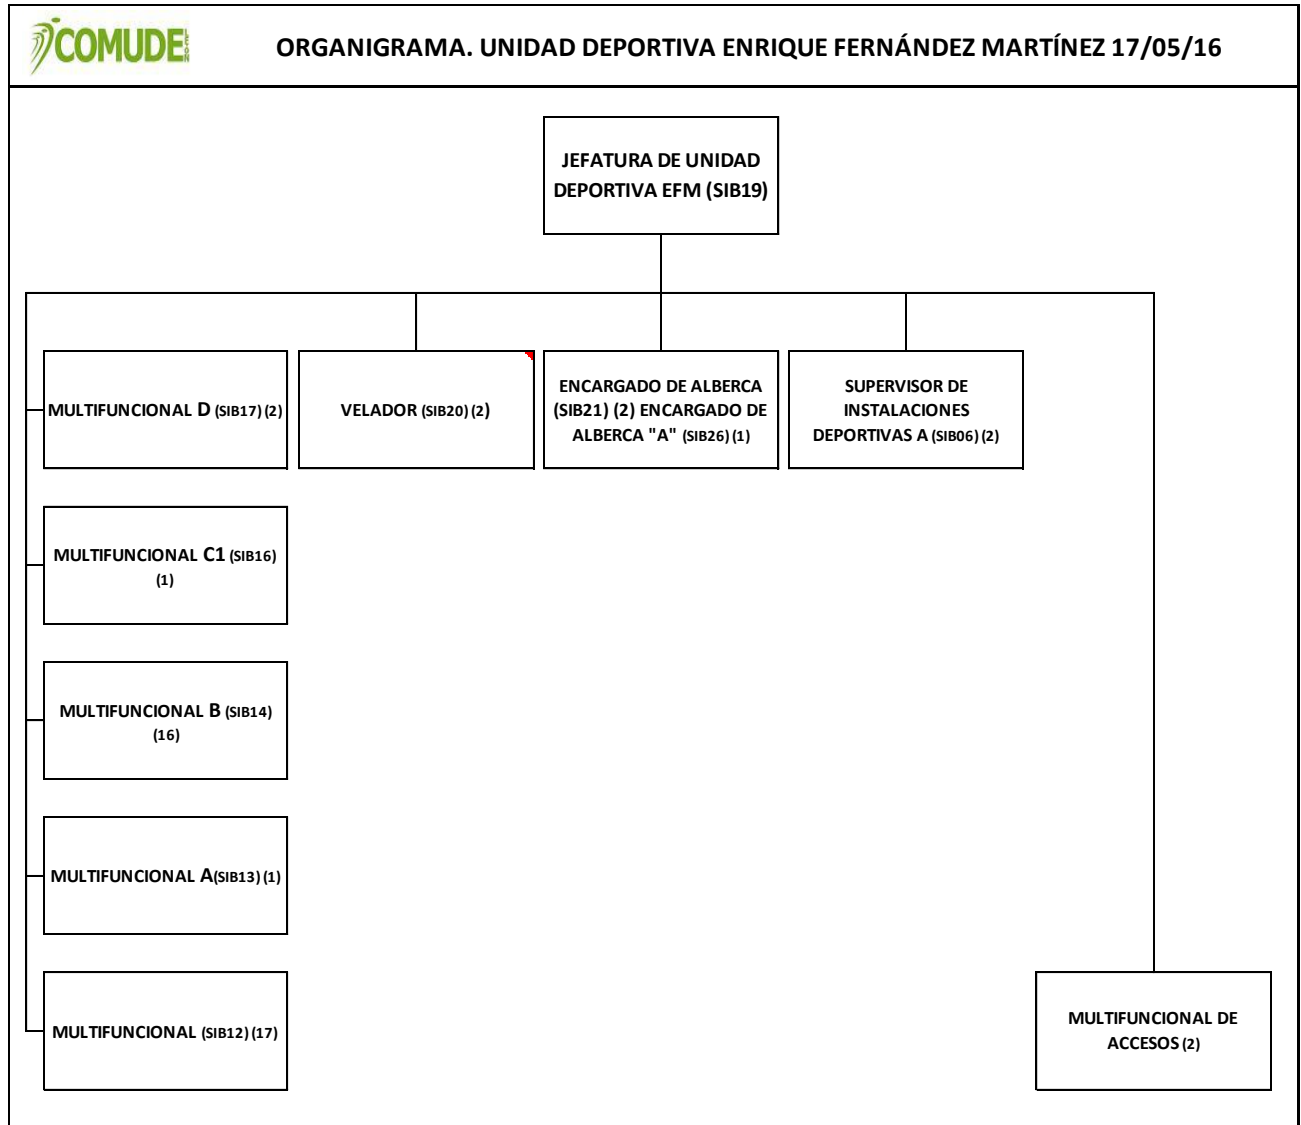 COMUDE
ORGANIGRAMA. UNIDAD DEPORTIVA ENRIQUE FERNÁNDEZ MARTÍNEZ 17/05/16
JEFATURA DE UNIDAD
DEPORTIVA EFM (SIB19)
MULTIFUNCIONAL D (SIB17) (2)
VELADOR (SIB20) (2)
ENCARGADO DE ALBERCA
(SIB21) (2) ENCARGADO DE
ALBERCA "A" (SIB26) (1)
SUPERVISOR DE
INSTALACIONES
DEPORTIVAS A (SIB06) (2)
MULTIFUNCIONAL C1 (SIB16)
(1)
MULTIFUNCIONAL B (SIB14)
(16)
MULTIFUNCIONAL A(SIB13) (1)
MULTIFUNCIONAL (SIB12) (17)
MULTIFUNCIONAL DE
ACCESOS (2)